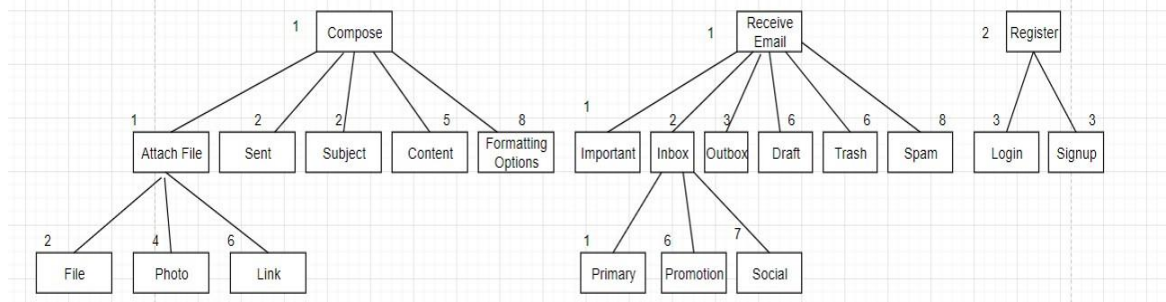 1
Compose
1
Receive
Email
2
Register
1
Attach File
2
Sent
2
Subject
5
Content
8
Formatting
Options
1
Important
2
Inbox
3
Outbox
6
Draft
6
Trash
8
Spam
3
Login
3
Signup
2
File
4
Photo
6
Link
1
Primary
6
Promotion
7
Social